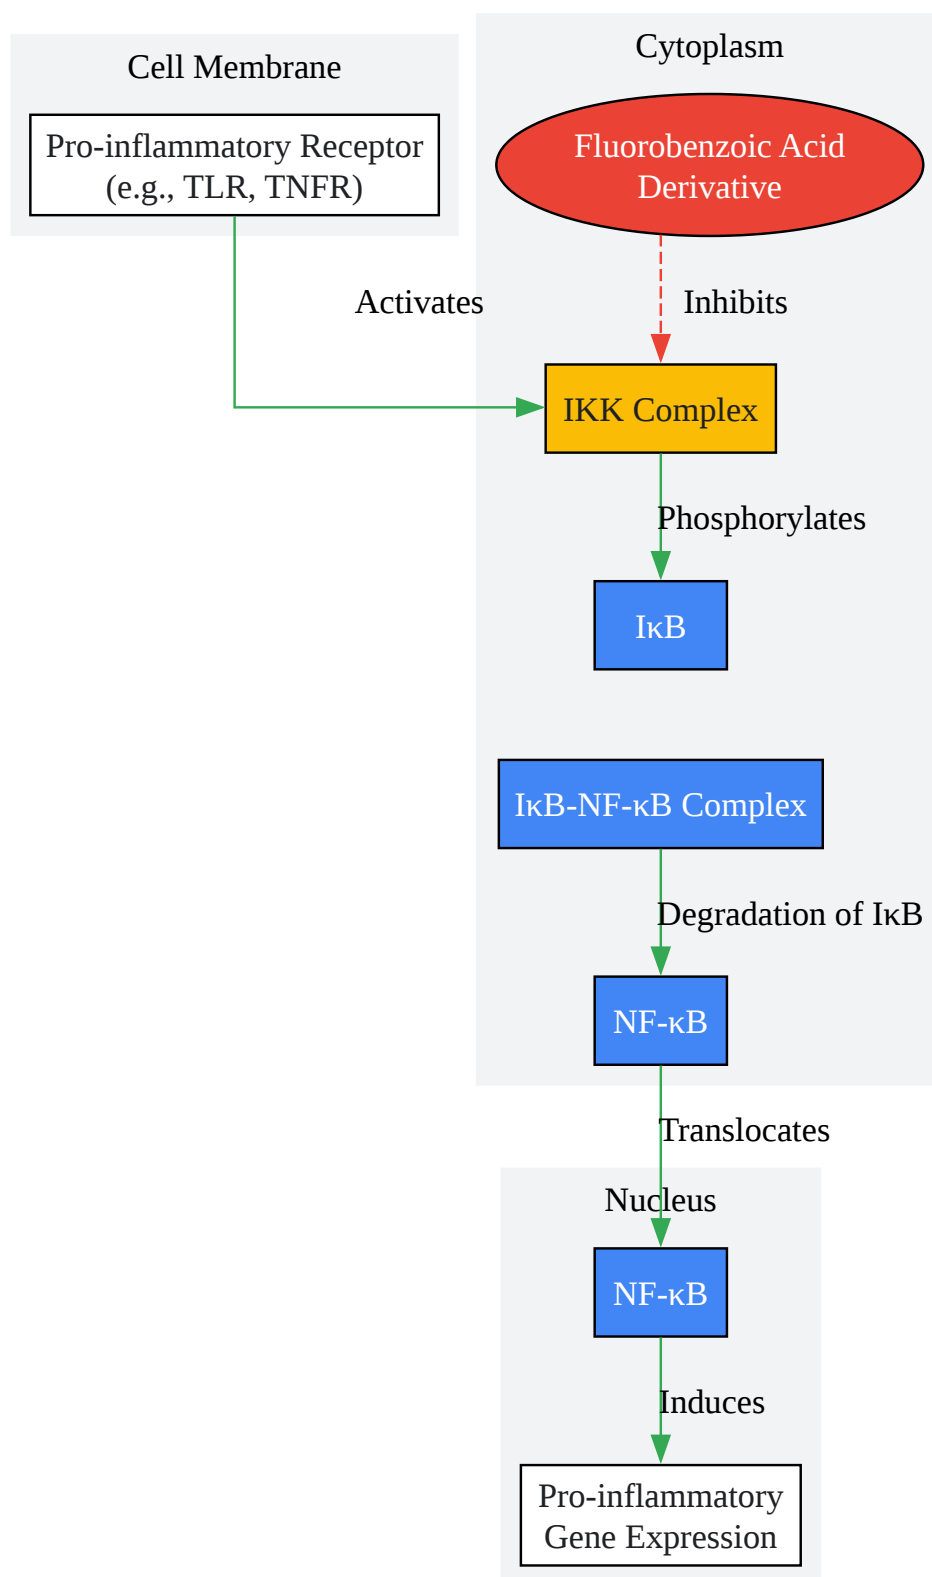 Cell Membrane
Pro-inflammatory Receptor
(e.g., TLR, TNFR)
Cytoplasm
Fluorobenzoic Acid
Derivative
Activates
Inhibits
IKK Complex
Phosphorylates
IκB
IκB-NF-κB Complex
Degradation of IκB
NF-κB
Translocates
Nucleus
NF-κB
Induces
Pro-inflammatory
Gene Expression